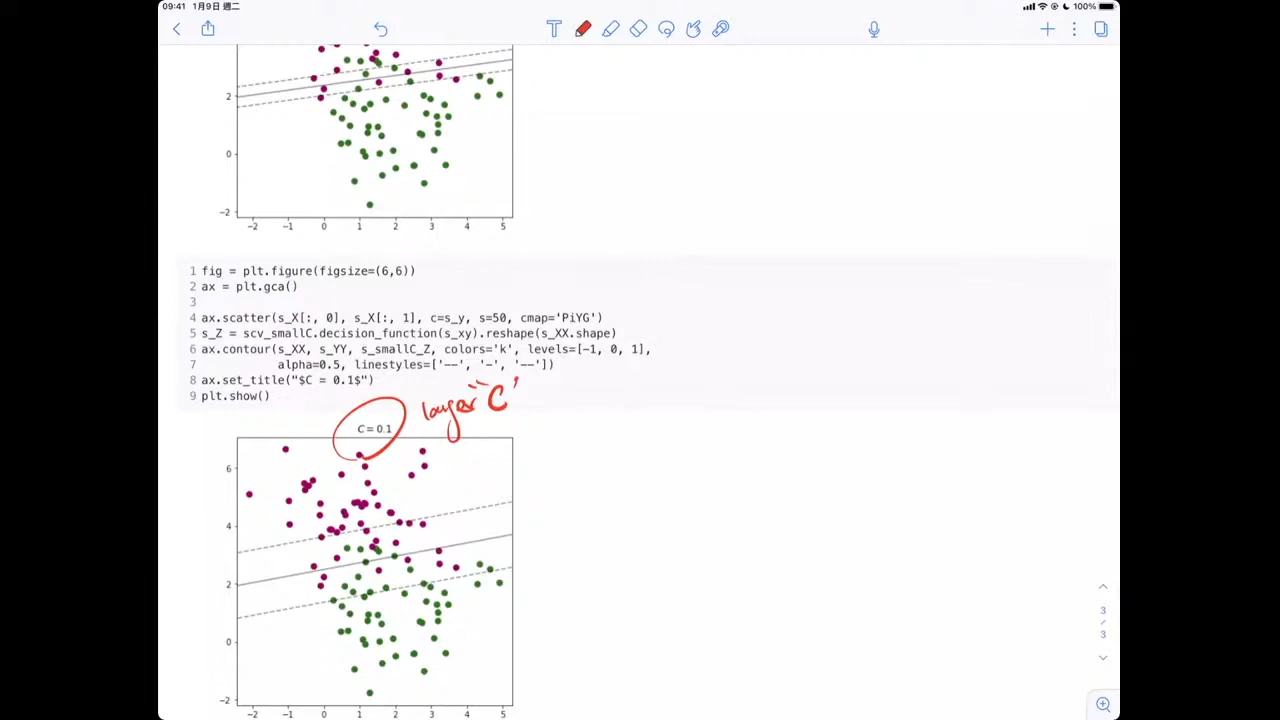 09:41 1月9日 週二
100%
2
0
−2
−2 −1 0 1 2 3 4 5
1 fig = plt.figure(figsize=(6,6))
2 ax = plt.gca()
3
4 ax.scatter(s_X[:, 0], s_X[:, 1], c=s_y, s=50, cmap='PiYG')
5 s_Z = scv_smallC.decision_function(s_xy).reshape(s_XX.shape)
6 ax.contour(s_XX, s_YY, s_smallC_Z, colors='k', levels=[-1, 0, 1],
7 alpha=0.5, linestyles=['--', '-', '--'])
8 ax.set_title("$C = 0.1$")
9 plt.show()
"C"
C = 0.1
6
4
2
0
−2
−2 −1 0 1 2 3 4 5
3
/
3